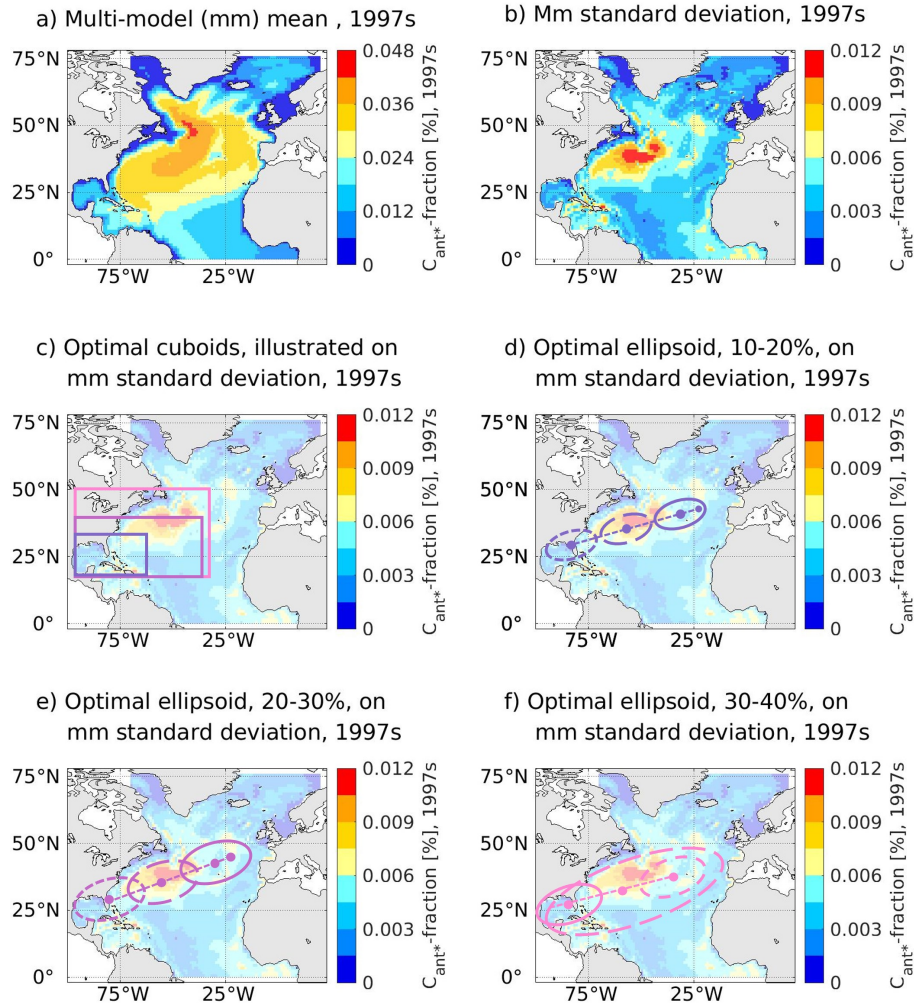 a) Multi-model (mm) mean , 1997s
75°N
50°N
25°N
0°
75°W
25°W
0.048
0.036
0.024
0.012
0
C_ant*-fraction [%], 1997s
b) Mm standard deviation, 1997s
75°N
50°N
25°N
0°
75°W
25°W
0.012
0.009
0.006
0.003
0
C_ant*-fraction [%], 1997s
c) Optimal cuboids, illustrated on
mm standard deviation, 1997s
75°N
50°N
25°N
0°
75°W
25°W
0.012
0.009
0.006
0.003
0
C_ant*-fraction [%], 1997s
d) Optimal ellipsoid, 10-20%, on
mm standard deviation, 1997s
75°N
50°N
25°N
0°
75°W
25°W
0.012
0.009
0.006
0.003
0
C_ant*-fraction [%], 1997s
e) Optimal ellipsoid, 20-30%, on
mm standard deviation, 1997s
75°N
50°N
25°N
0°
75°W
25°W
0.012
0.009
0.006
0.003
0
C_ant*-fraction [%], 1997s
f) Optimal ellipsoid, 30-40%, on
mm standard deviation, 1997s
75°N
50°N
25°N
0°
75°W
25°W
0.012
0.009
0.006
0.003
0
C_ant*-fraction [%], 1997s